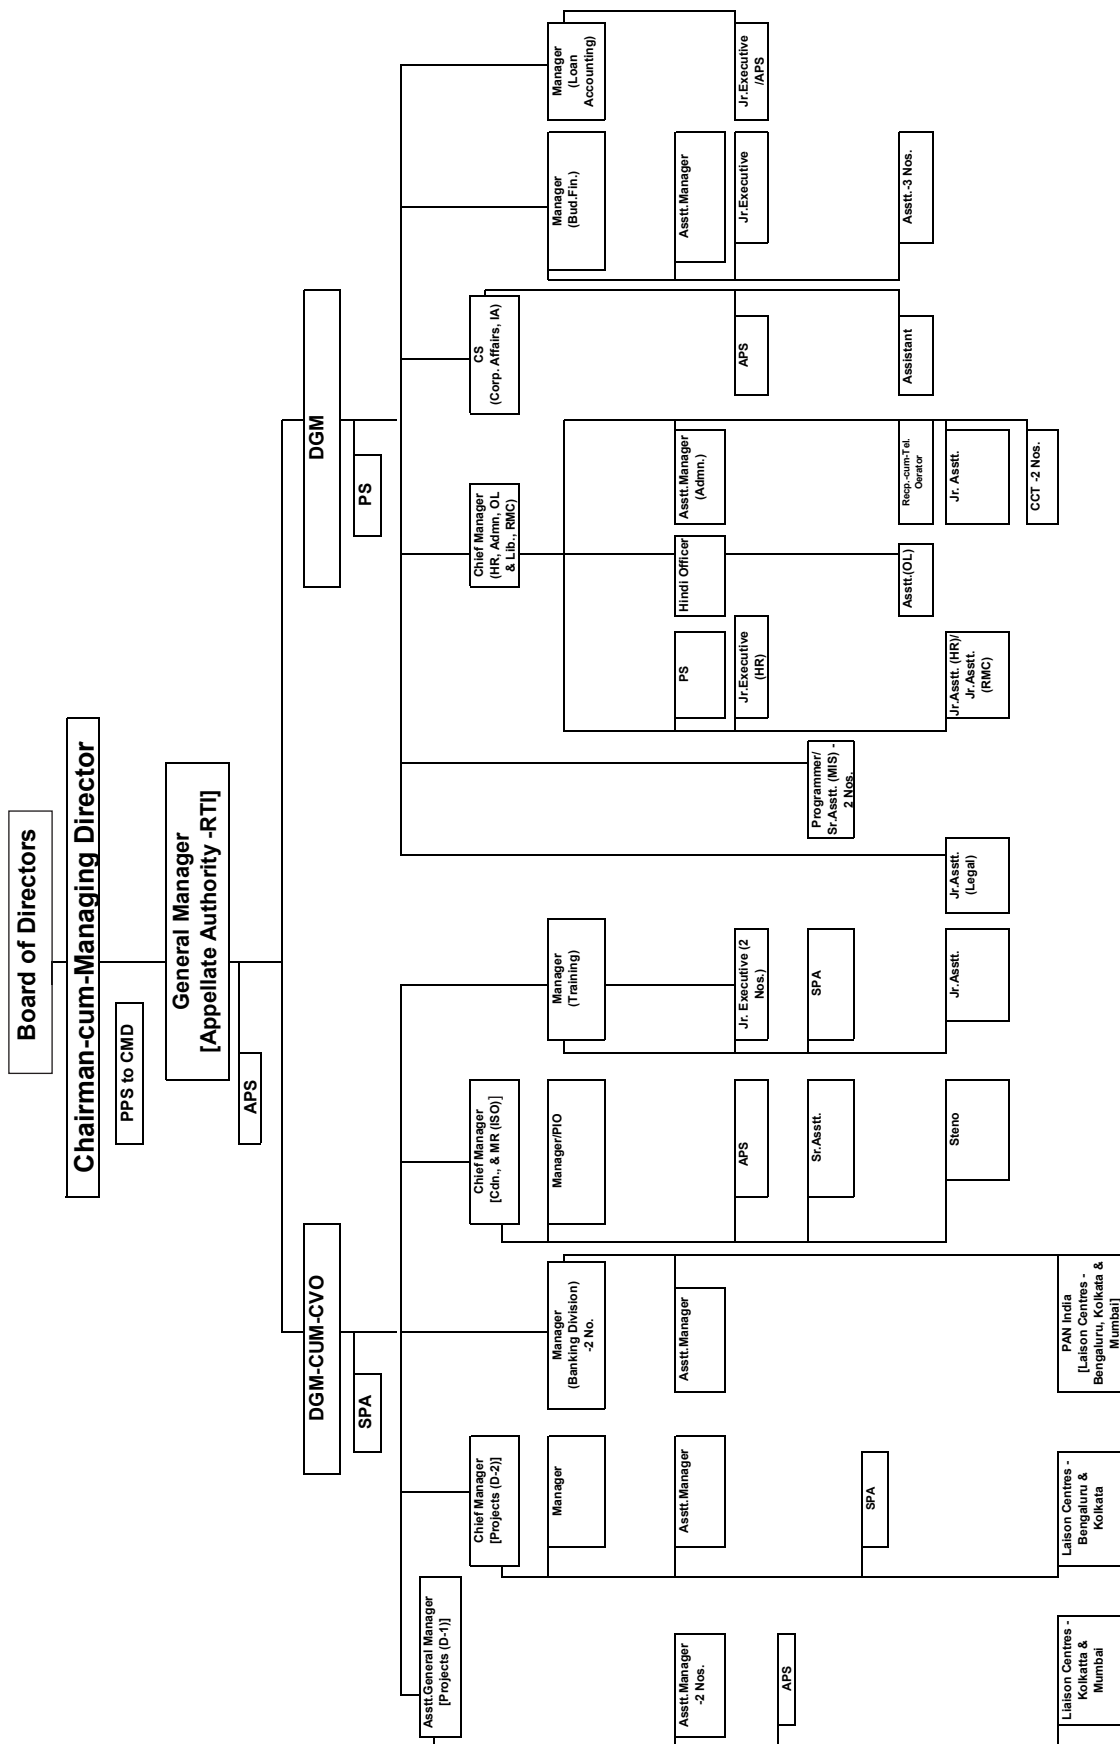 Board of Directors
Chairman-cum-Managing Director
PPS to CMD
General Manager
[Appellate Authority -RTI]
APS
DGM-CUM-CVO
DGM
SPA
PS
Asstt.General Manager
[Projects (D-1)]
Chief Manager
[Projects (D-2)]
Chief Manager
[Cdn., & MR (ISO)]
Chief Manager
(HR, Admn, OL
& Lib., RMC)
CS
(Corp. Affairs, IA)
Manager
Manager
(Banking Division)
-2 No.
Manager/PIO
Manager
(Training)
Manager
(Bud.Fin.)
Manager
(Loan
Accounting)
Asstt.Manager
-2 Nos.
Asstt.Manager
Asstt.Manager
PS
Hindi Officer
Asstt.Manager
(Admn.)
Asstt.Manager
APS
Jr. Executive (2
Nos.)
Jr.Executive
(HR)
APS
Jr.Executive
Jr.Executive
/APS
APS
Sr.Asstt.
SPA
Programmer/
Sr.Asstt. (MIS) -
2 Nos.
SPA
Asstt.(OL)
Recp.-cum-Tel.
Oerator
Assistant
Asstt.-3 Nos.
Steno
Jr.Asstt.
Jr.Asstt.
(Legal)
Jr.Asstt. (HR)/
Jr.Asstt.
(RMC)
Jr. Asstt.
CCT -2 Nos.
Liaison Centres -
Kolkatta &
Mumbai
Laison Centres -
Bengaluru &
Kolkata
PAN India
[Laison Centres -
Bengaluru, Kolkata &
Mumbai]